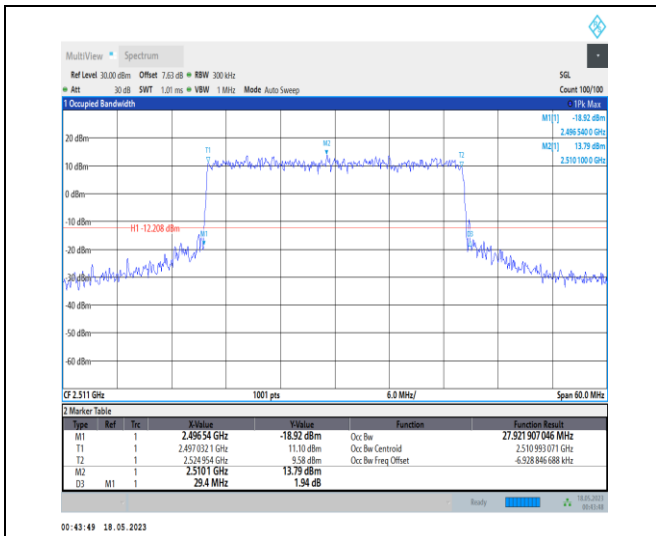 MultiView Spectrum
Ref Level 30.00 dBm Offset 7.63 dB RBW 300 kHz SGL
Att 30 dB SWT 1.01 ms VBW 1 MHz Mode Auto Sweep Count 100/100
1 Occupied Bandwidth 1Pk Max
M1[1] -18.92 dBm
2.496 540 0 GHz
M2[1] 13.79 dBm
2.510 100 0 GHz
20 dBm
T1 M2 T2
10 dBm
0 dBm
-10 dBm
H1 -12.208 dBm
M1 D3
-20 dBm
-30 dBm
-40 dBm
-50 dBm
-60 dBm
CF 2.511 GHz 1001 pts 6.0 MHz/ Span 60.0 MHz
2 Marker Table
Type Ref Trc X-Value Y-Value Function Function Result
M1 1 2.496 54 GHz -18.92 dBm Occ Bw 27.921 907 046 MHz
T1 1 2.497 032 1 GHz 11.10 dBm Occ Bw Centroid 2.510 993 071 GHz
T2 1 2.524 954 GHz 9.58 dBm Occ Bw Freq Offset -6.928 846 688 kHz
M2 1 2.510 1 GHz 13.79 dBm
D3 M1 1 29.4 MHz 1.94 dB
Ready 18.05.2023
00:43:48
00:43:49 18.05.2023